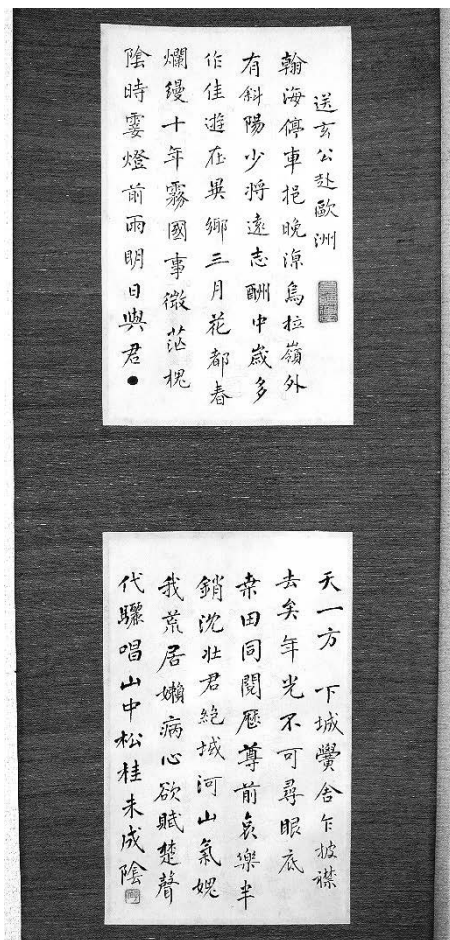 送玄公赴歐洲
翰海停車挹晚涼烏拉嶺外
有斜陽少將遠志酬中歲多
作佳遊在異鄉三月花都春
爛縵十年霧國事微茫槐
陰時霎燈前雨明日與君
天一方 下城黌舍乍披襟
去矣年光不可尋眼底
桒田同閱歷尊前哀樂半
銷沈壯君絕域河山氣媿
我荒居嬾病心欲賦楚聲
代驪唱山中松桂未成陰